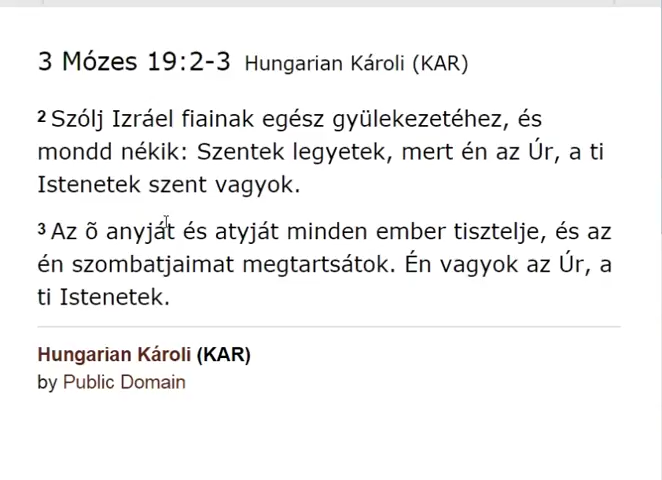 3 Mózes 19:2-3 Hungarian Károli (KAR)
2 Szólj Izráel fiainak egész gyülekezetéhez, és
mondd nékik: Szentek legyetek, mert én az Úr, a ti
Istenetek szent vagyok.
3 Az õ anyját és atyját minden ember tisztelje, és az
én szombatjaimat megtartsátok. Én vagyok az Úr, a
ti Istenetek.
Hungarian Károli (KAR)
by Public Domain